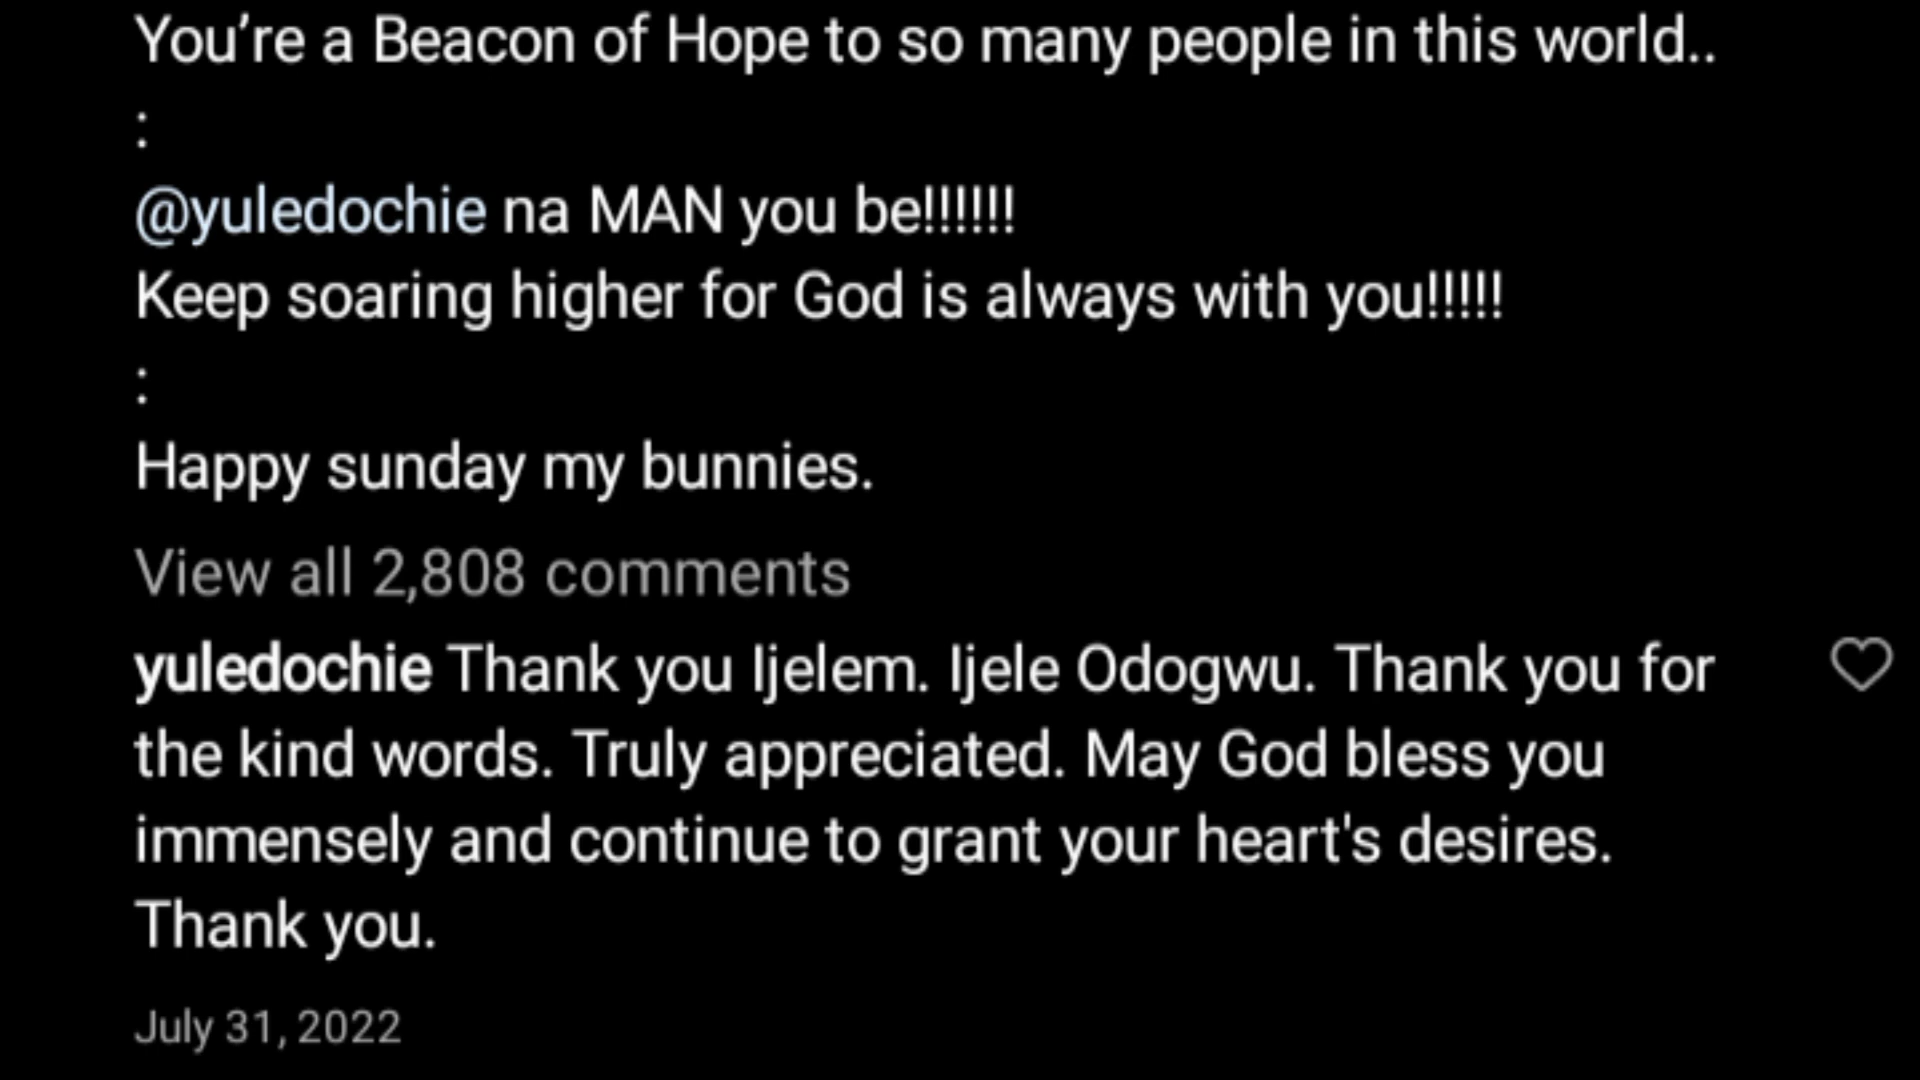 You’re a Beacon of Hope to so many people in this world..
:
@yuledochie na MAN you be!!!!!!
Keep soaring higher for God is always with you!!!!!
:
Happy sunday my bunnies.
View all 2,808 comments
yuledochie Thank you Ijelem. Ijele Odogwu. Thank you for
the kind words. Truly appreciated. May God bless you
immensely and continue to grant your heart's desires.
Thank you.
July 31, 2022